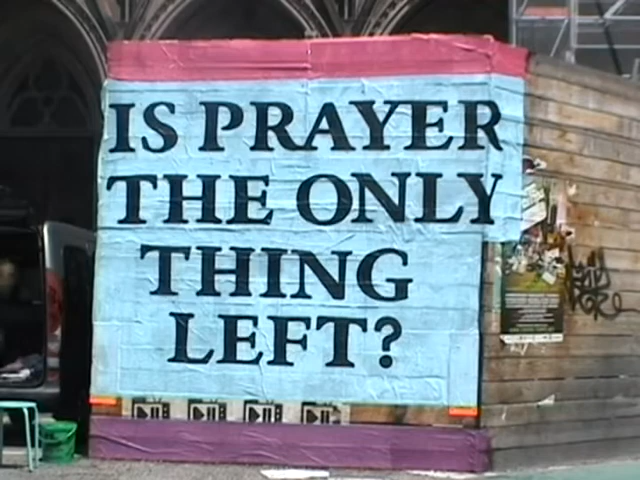 IS PRAYER
THE ONLY
THING
LEFT?